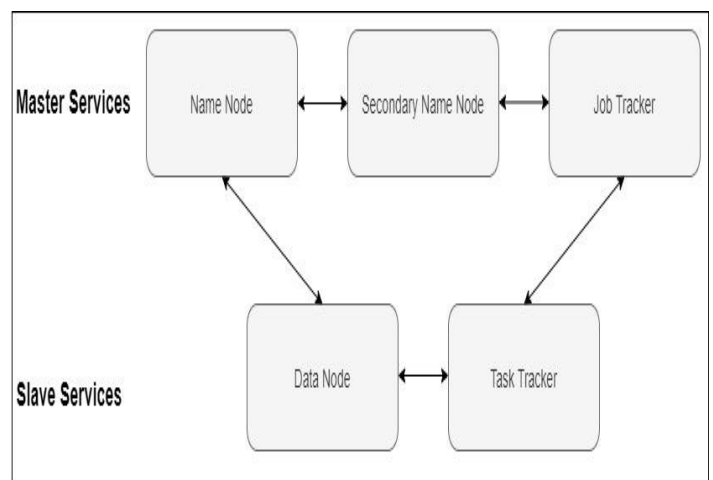 Master Services
Name Node
Secondary Name Node
Job Tracker
Data Node
Task Tracker
Slave Services